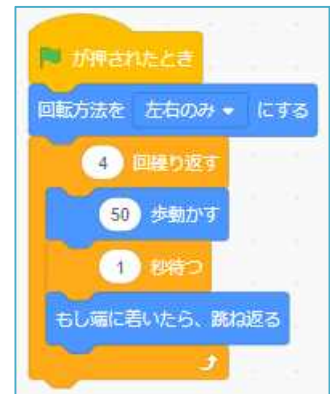 が押されたとき
回転方法を 左右のみ にする
4 回繰り返す
50 歩動かす
1 秒待つ
もし端に着いたら、跳ね返る